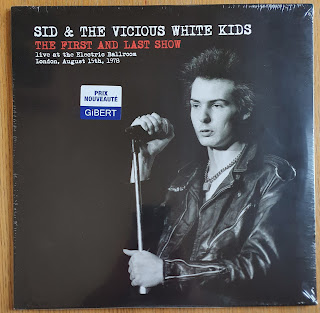 SID & THE VICIOUS WHITE KIDS
THE FIRST AND LAST SHOW
live at the Electric Ballroom
London, August 15th, 1978
PRIX
NOUVEAUTÉ
GiBERT